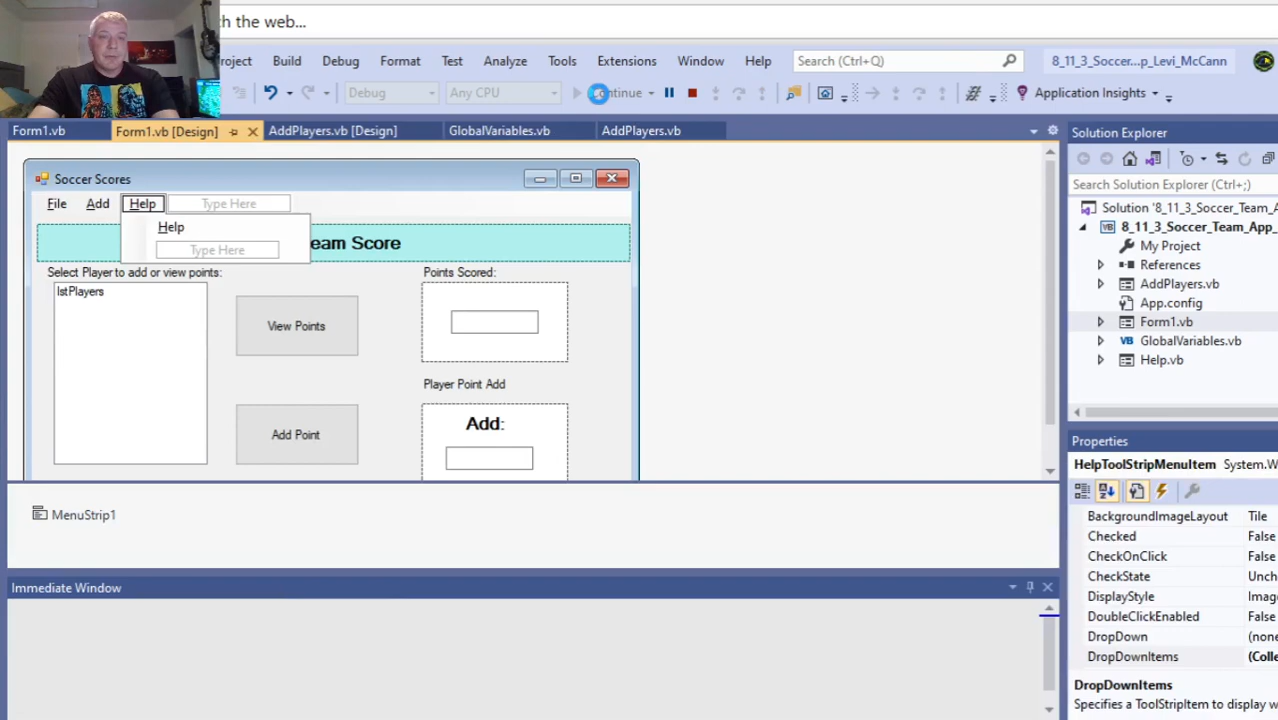 th the web...
roject Build Debug Format Test Analyze Tools Extensions Window Help Search (Ctrl+Q) 8_11_3_Soccer...p_Levi_McCann
Debug Any CPU Continue Application Insights
Form1.vb Form1.vb [Design] AddPlayers.vb [Design] GlobalVariables.vb AddPlayers.vb
Soccer Scores
File Add Help Type Here
Help
Type Here
eam Score
Select Player to add or view points:
lstPlayers
View Points
Add Point
Points Scored:
Player Point Add
Add:
MenuStrip1
Immediate Window
Solution Explorer
Search Solution Explorer (Ctrl+;)
Solution '8_11_3_Soccer_Team_A
8_11_3_Soccer_Team_App_
My Project
References
AddPlayers.vb
App.config
Form1.vb
GlobalVariables.vb
Help.vb
Properties
HelpToolStripMenuItem System.W
BackgroundImageLayout Tile
Checked False
CheckOnClick False
CheckState Unch
DisplayStyle Imag
DoubleClickEnabled False
DropDown (none
DropDownItems (Colle
DropDownItems
Specifies a ToolStripItem to display w